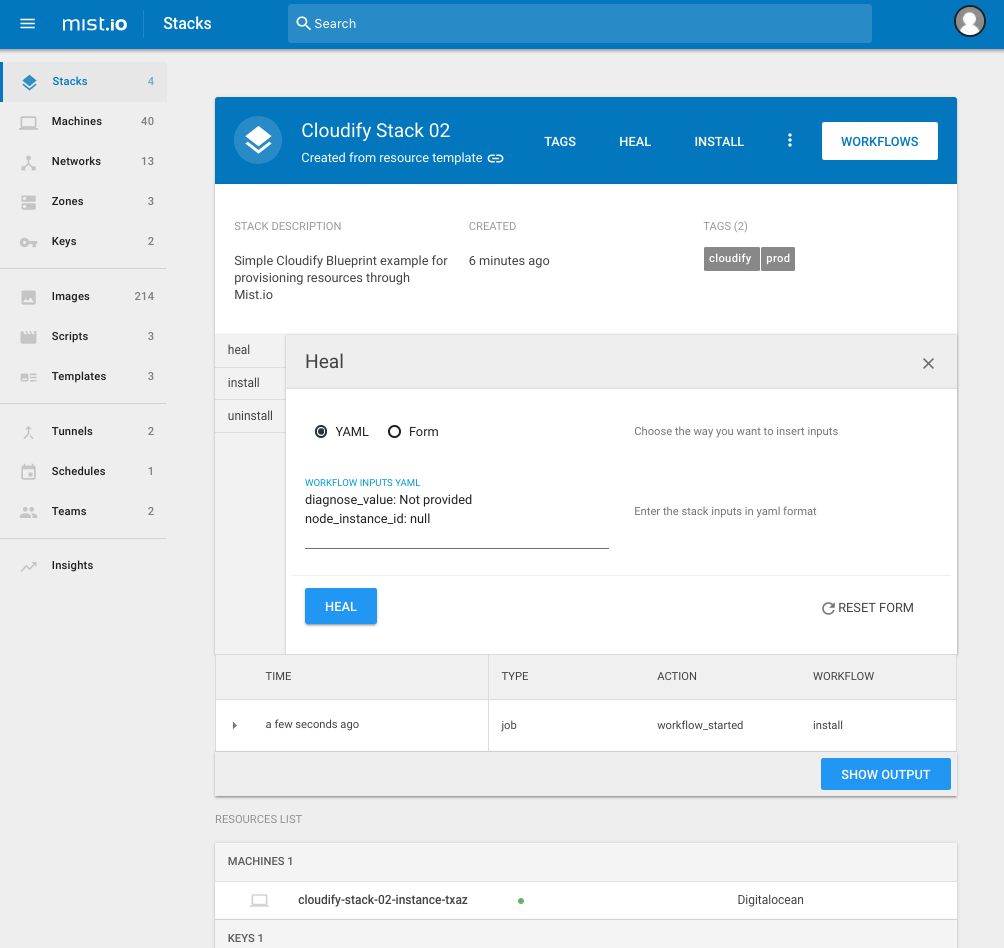 mist.io
Stacks
Search
Stacks 4
Machines 40
Networks 13
Zones 3
Keys 2
Images 214
Scripts 3
Templates 3
Tunnels 2
Schedules 1
Teams 2
Insights
Cloudify Stack 02
Created from resource template
TAGS HEAL INSTALL WORKFLOWS
STACK DESCRIPTION CREATED TAGS (2)
Simple Cloudify Blueprint example for
provisioning resources through
Mist.io
6 minutes ago
cloudify prod
heal
install
uninstall
Heal
YAML Form
Choose the way you want to insert inputs
WORKFLOW INPUTS YAML
diagnose_value: Not provided
node_instance_id: null
Enter the stack inputs in yaml format
HEAL
RESET FORM
TIME TYPE ACTION WORKFLOW
a few seconds ago job workflow_started install
SHOW OUTPUT
RESOURCES LIST
MACHINES 1
cloudify-stack-02-instance-txaz Digitalocean
KEYS 1